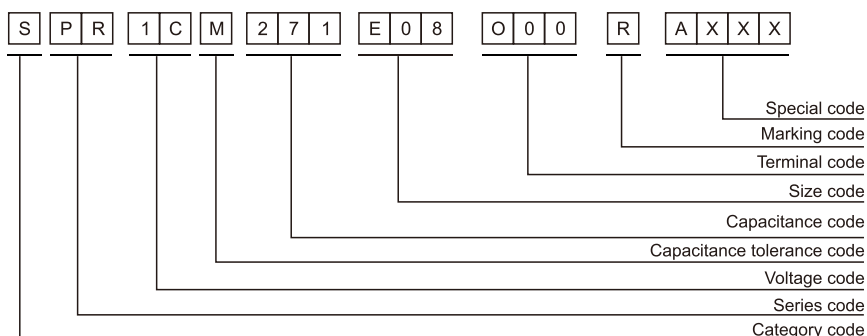 S P R 1 C M 2 7 1 E 0 8 O 0 0 R A X X X
Special code
Marking code
Terminal code
Size code
Capacitance code
Capacitance tolerance code
Voltage code
Series code
Category code